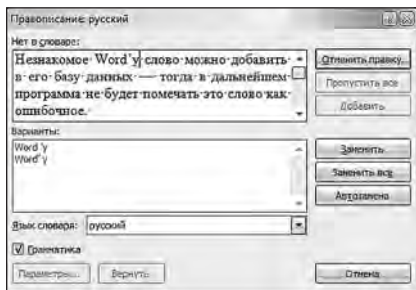 Правописание: русский
Нет в словаре:
Незнакомое Word'у слово можно добавить
в его базу данных — тогда в дальнейшем
программа не будет помечать это слово как
ошибочное.
Отменить правку
Пропустить все
Добавить
Варианты:
Word 'у
Word" у
Заменить
Заменить все
Автозамена
Язык словаря: русский
Грамматика
Параметры...
Вернуть
Отмена